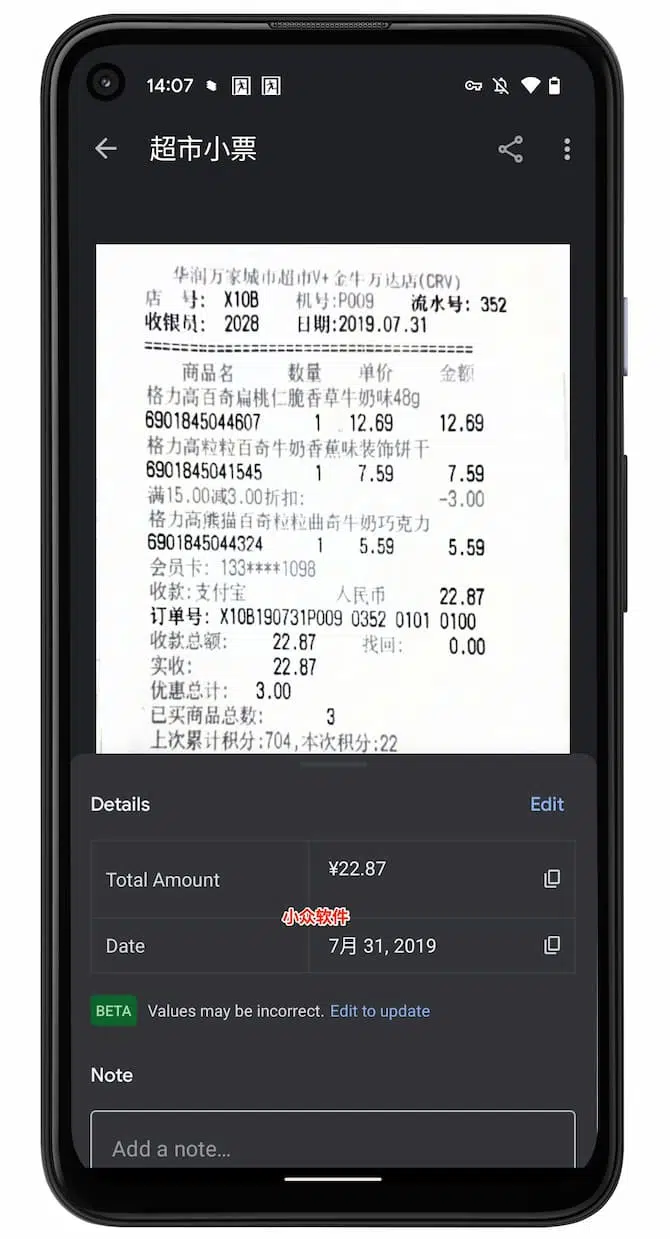 14:07
超市小票
华润万家城市超市V+金牛万达店(CRV)
店 号: X10B 机号:P009 流水号: 352
收银员: 2028 日期:2019.07.31
================================================
商品名 数量 单价 金额
格力高百奇扁桃仁脆香草牛奶味48g
6901845044607 1 12.69 12.69
格力高粒粒百奇牛奶香蕉味装饰饼干
6901845041545 1 7.59 7.59
满15.00减3.00折扣: -3.00
格力高熊猫百奇粒粒曲奇牛奶巧克力
6901845044324 1 5.59 5.59
会员卡: 133****1098
收款:支付宝 人民币 22.87
订单号: X10B190731P009 0352 0101 0100
收款总额: 22.87 找回: 0.00
实收: 22.87
优惠总计: 3.00
已买商品总数: 3
上次累计积分:704,本次积分:22
Details Edit
Total Amount ¥22.87
小众软件
Date 7月 31, 2019
BETA Values may be incorrect. Edit to update
Note
Add a note…